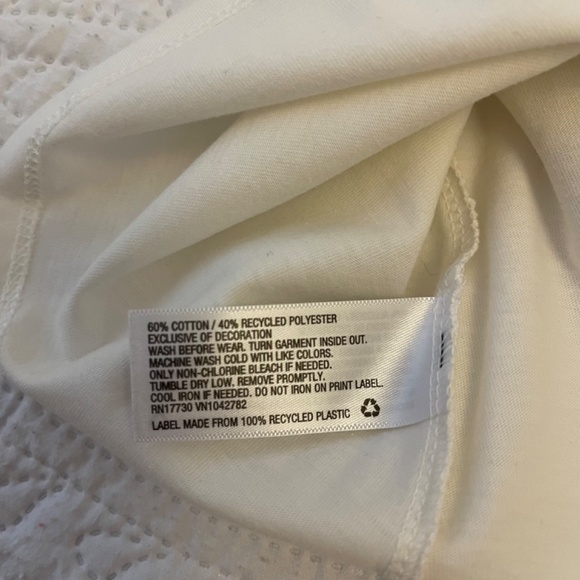 60% COTTON / 40% RECYCLED POLYESTER
EXCLUSIVE OF DECORATION
WASH BEFORE WEAR. TURN GARMENT INSIDE OUT.
MACHINE WASH COLD WITH LIKE COLORS.
ONLY NON-CHLORINE BLEACH IF NEEDED.
TUMBLE DRY LOW. REMOVE PROMPTLY.
COOL IRON IF NEEDED. DO NOT IRON ON PRINT LABEL.
RN17730 VN1042782
LABEL MADE FROM 100% RECYCLED PLASTIC